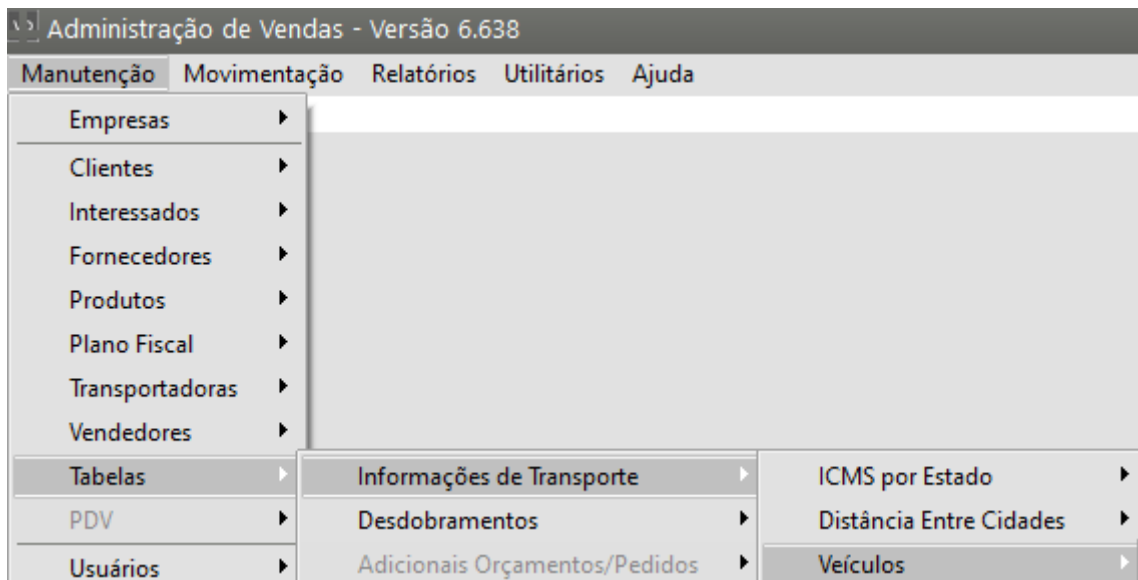 Administração de Vendas - Versão 6.638
Manutenção Movimentação Relatórios Utilitários Ajuda
Empresas
Clientes
Interessados
Fornecedores
Produtos
Plano Fiscal
Transportadoras
Vendedores
Tabelas Informações de Transporte ICMS por Estado
PDV Desdobramentos Distância Entre Cidades
Usuários Adicionais Orçamentos/Pedidos Veículos